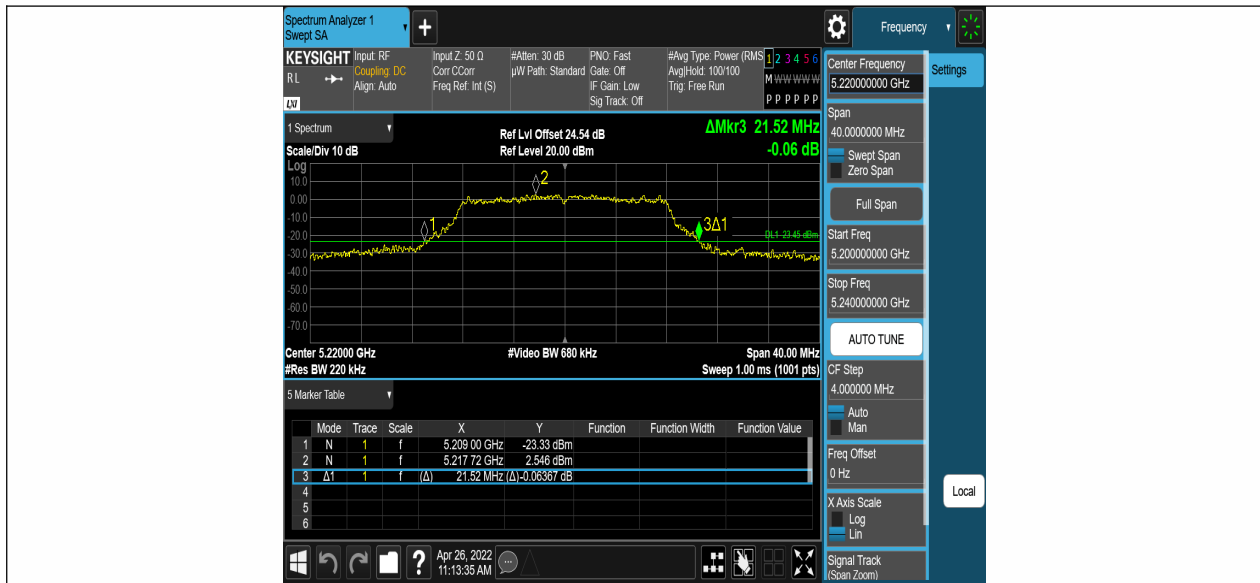 Spectrum Analyzer 1
Swept SA
+
Frequency
KEYSIGHT
RL
LXI
Input: RF
Coupling: DC
Align: Auto
Input Z: 50 Ω
Corr CCorr
Freq Ref: Int (S)
#Atten: 30 dB
µW Path: Standard
PNO: Fast
Gate: Off
IF Gain: Low
Sig Track: Off
#Avg Type: Power (RMS
Avg|Hold: 100/100
Trig: Free Run
1 2 3 4 5 6
M W W W W W
P P P P P P
1 Spectrum
Scale/Div 10 dB
Ref Lvl Offset 24.54 dB
Ref Level 20.00 dBm
ΔMkr3 21.52 MHz
-0.06 dB
Log
10.0
0.00
-10.0
-20.0
-30.0
-40.0
-50.0
-60.0
-70.0
1
2
3Δ1
DL1 23.45 dBm
Center 5.22000 GHz
#Res BW 220 kHz
#Video BW 680 kHz
Span 40.00 MHz
Sweep 1.00 ms (1001 pts)
5 Marker Table
Mode Trace Scale X Y Function Function Width Function Value
1 N 1 f 5.209 00 GHz -23.33 dBm
2 N 1 f 5.217 72 GHz 2.546 dBm
3 Δ1 1 f (Δ) 21.52 MHz (Δ) -0.06367 dB
4
5
6
?
Apr 26, 2022
11:13:35 AM
Center Frequency
5.220000000 GHz
Span
40.0000000 MHz
Swept Span
Zero Span
Full Span
Start Freq
5.200000000 GHz
Stop Freq
5.240000000 GHz
AUTO TUNE
CF Step
4.000000 MHz
Auto
Man
Freq Offset
0 Hz
X Axis Scale
Log
Lin
Signal Track
(Span Zoom)
Settings
Local